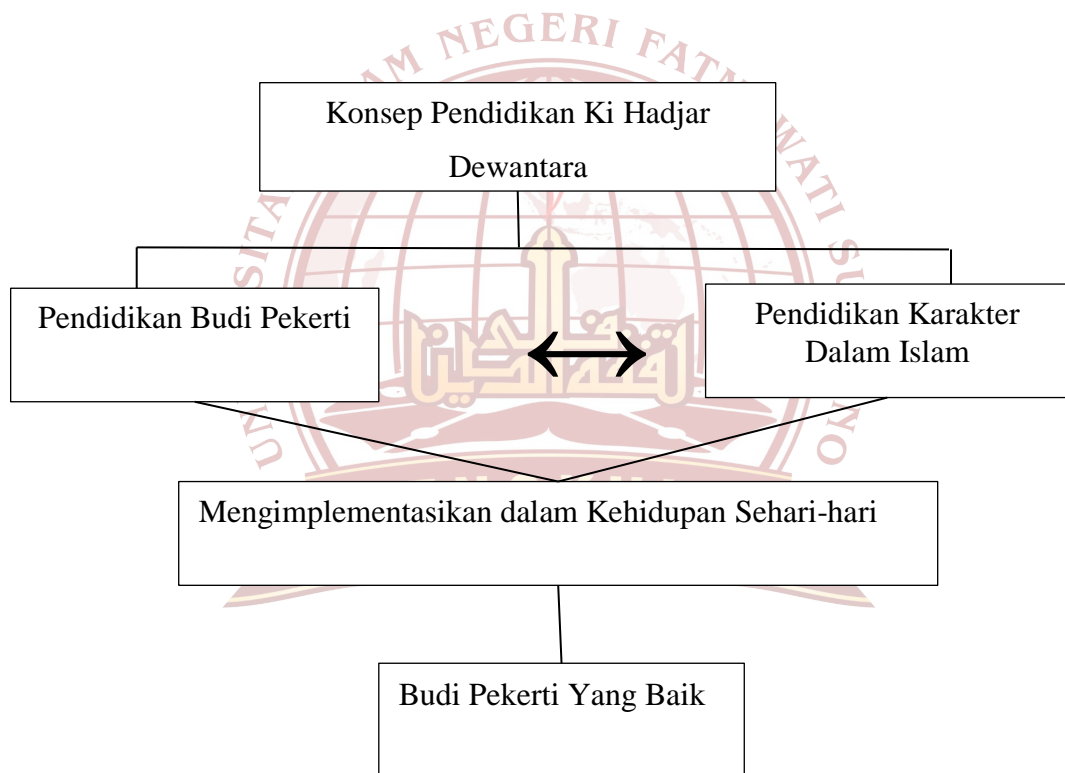 Konsep Pendidikan Ki Hadjar
Dewantara
Pendidikan Budi Pekerti
Pendidikan Karakter
Dalam Islam
Mengimplementasikan dalam Kehidupan Sehari-hari
Budi Pekerti Yang Baik
NEGERI